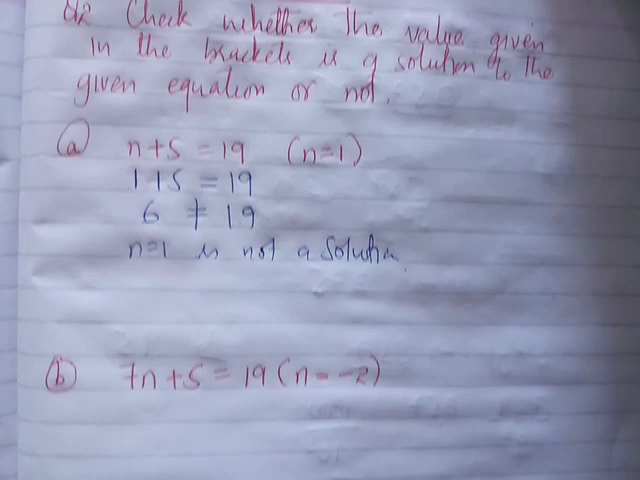 Q2 Check whether the value given
in the brackets is a solution to the
given equation or not.
(a) n+5 = 19 (n=1)
1+5 = 19
6 ≠ 19
n=1 is not a solution.
(b) 7n+5 = 19 (n = -2)